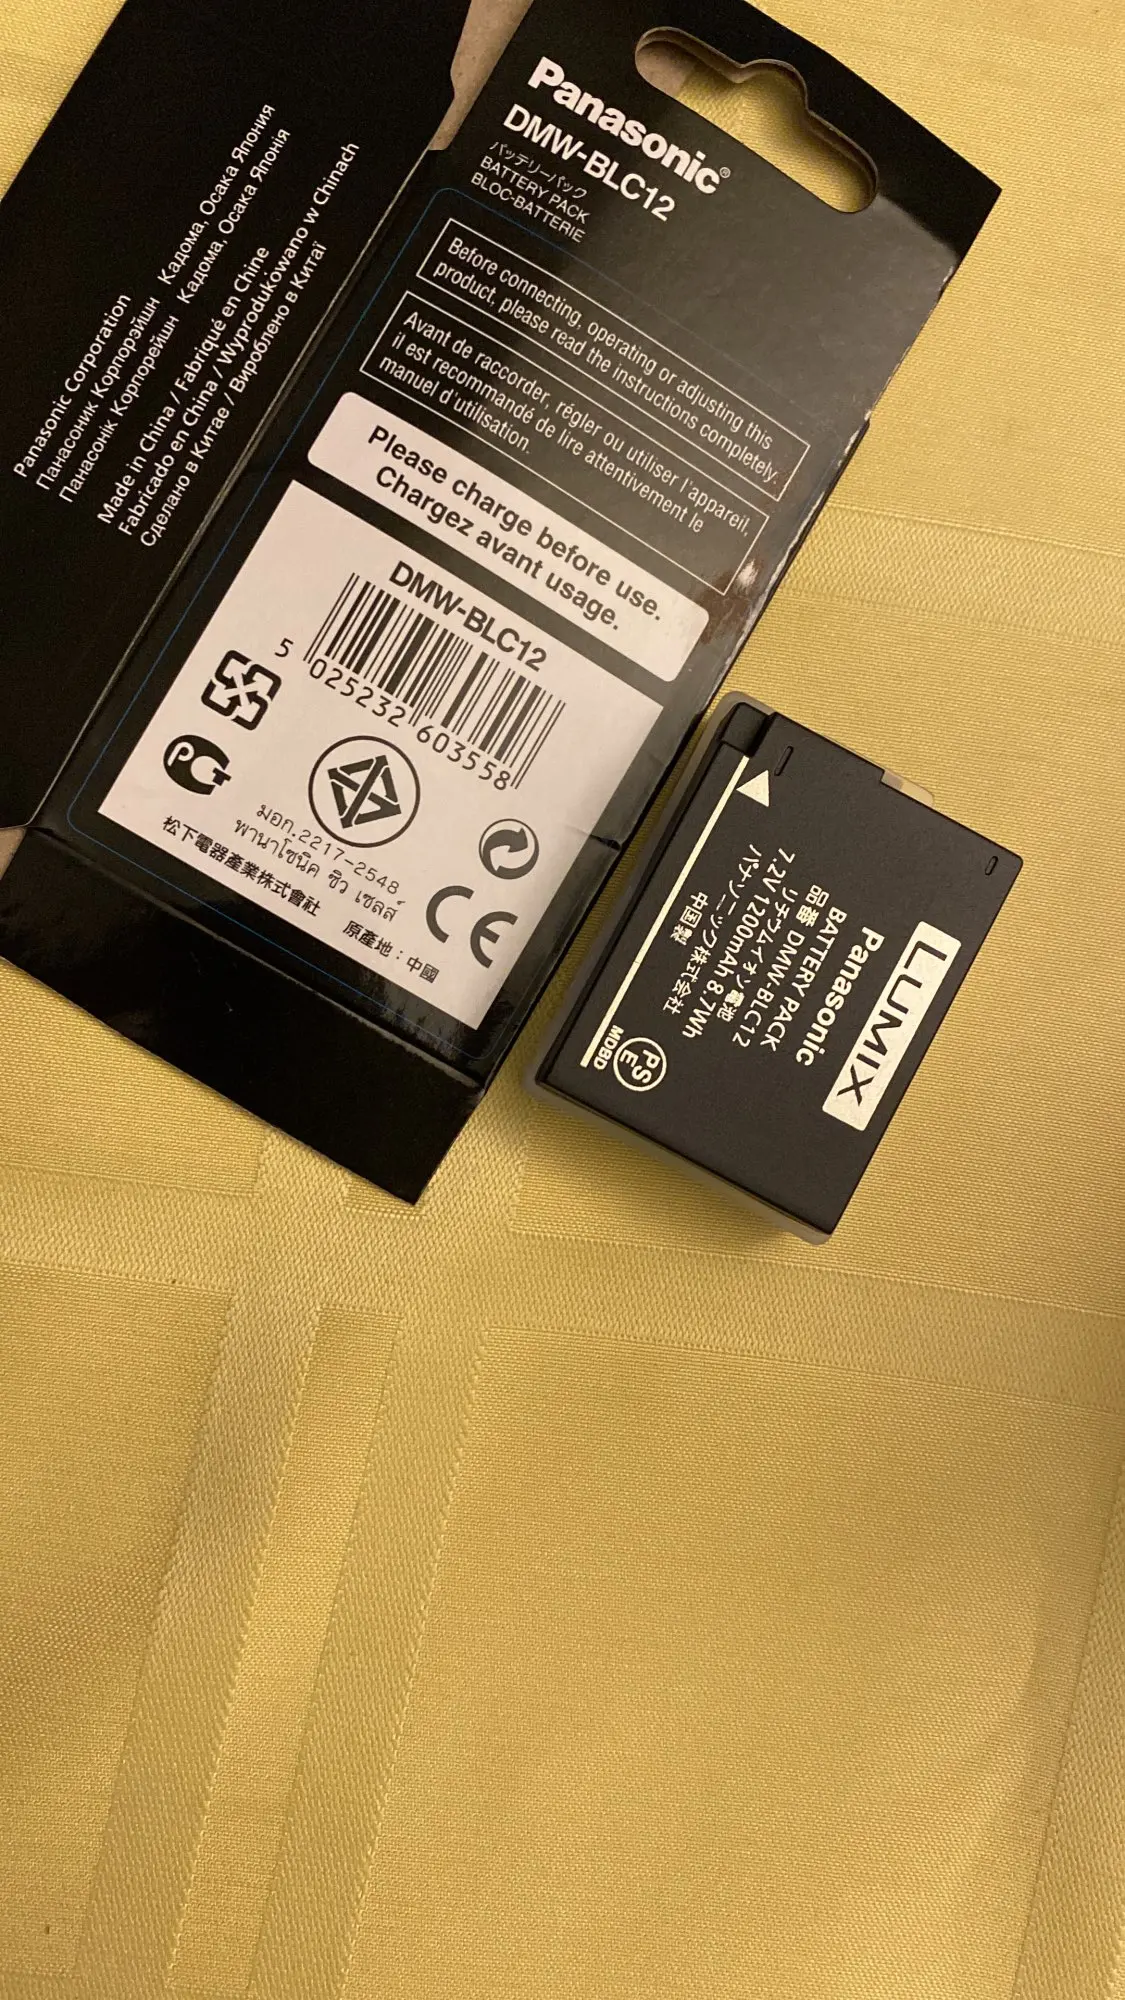 Panasonic Corporation
Панасоник Корпорэйшн Кадома, Осака Япония
Панасонік Корпорейшн Кадома, Осака Японія
Made in China / Fabriqué en Chine
Fabricado en China / Wyprodukowano w Chinach
Сделано в Китае / Вироблено в Китаї
Panasonic®
DMW-BLC12
バッテリーパック
BATTERY PACK
BLOC-BATTERIE
Before connecting, operating or adjusting this
product, please read the instructions completely.
Avant de raccorder, régler ou utiliser l'appareil,
il est recommandé de lire attentivement le
manuel d'utilisation.
Please charge before use.
Chargez avant usage.
DMW-BLC12
5 025232 603558
PCT
มอก.2217-2548
พานาโซนิค ซิว เซลส์
松下電器產業株式會社
原產地：中國
CE
LUMIX
Panasonic
BATTERY PACK
品番 DMW-BLC12
リチウムイオン電池
7.2V 1200mAh 8.7Wh
パナソニック株式会社
中国製
PSE
MDBD